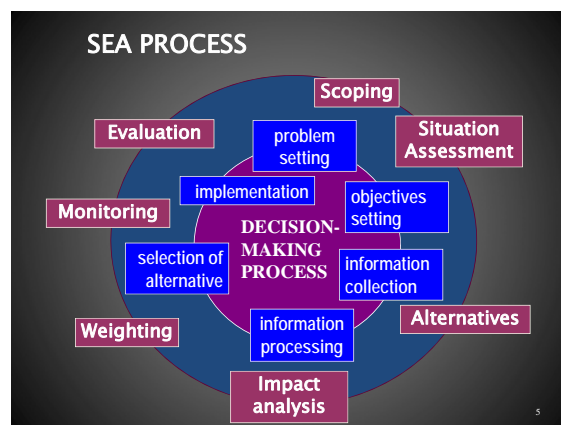 SEA PROCESS
Scoping
Evaluation
Situation
Assessment
problem
setting
implementation
objectives
setting
Monitoring
DECISION-
MAKING
PROCESS
selection of
alternative
information
collection
Weighting
Alternatives
information
processing
Impact
analysis
5